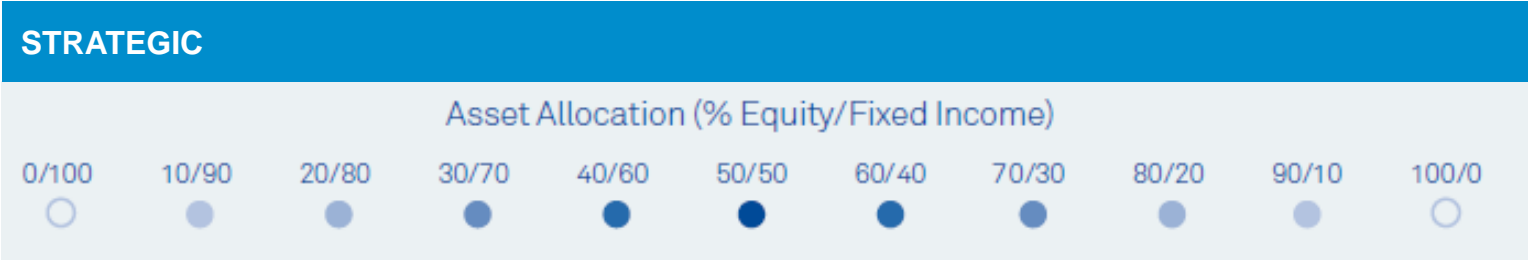 STRATEGIC
Asset Allocation (% Equity/Fixed Income)
0/100 10/90 20/80 30/70 40/60 50/50 60/40 70/30 80/20 90/10 100/0